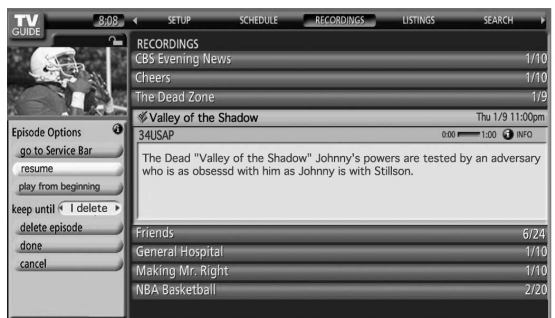 TV
GUIDE
8:08
SETUP SCHEDULE RECORDINGS LISTINGS SEARCH
RECORDINGS
CBS Evening News 1/10
Cheers 1/10
The Dead Zone 1/9
Valley of the Shadow Thu 1/9 11:00pm
34USAP 0:00 1:00 i INFO
The Dead "Valley of the Shadow" Johnny's powers are tested by an adversary
who is as obsessd with him as Johnny is with Stillson.
Friends 6/24
General Hospital 1/10
Making Mr. Right 1/10
NBA Basketball 2/20
Episode Options i
go to Service Bar
resume
play from beginning
keep until I delete
delete episode
done
cancel